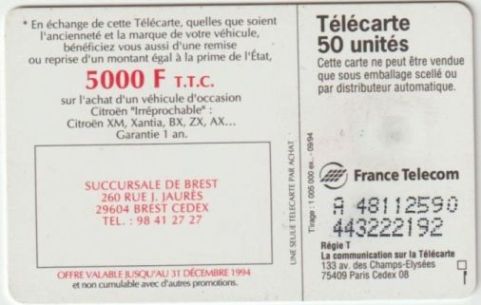 * En échange de cette Télécarte, quelles que soient
l'ancienneté et la marque de votre véhicule,
bénéficiez vous aussi d'une remise
ou reprise d'un montant égal à la prime de l'État,
5000 F T.T.C.
sur l'achat d'un véhicule d'occasion
Citroën "Irréprochable" :
Citroën XM, Xantia, BX, ZX, AX...
Garantie 1 an.
SUCCURSALE DE BREST
260 RUE J. JAURÈS
29604 BREST CEDEX
TEL. : 98 41 27 27
OFFRE VALABLE JUSQU'AU 31 DÉCEMBRE 1994
et non cumulable avec d'autres promotions.
UNE SEULE TELECARTE PAR ACHAT.
Tirage : 1 005 000 ex. - 09/94
Télécarte
50 unités
Cette carte ne peut être vendue
que sous emballage scellé ou
par distributeur automatique.
France Telecom
A 48112590
443222192
Régie T
La communication sur la Télécarte
133 av. des Champs-Elysées
75409 Paris Cedex 08